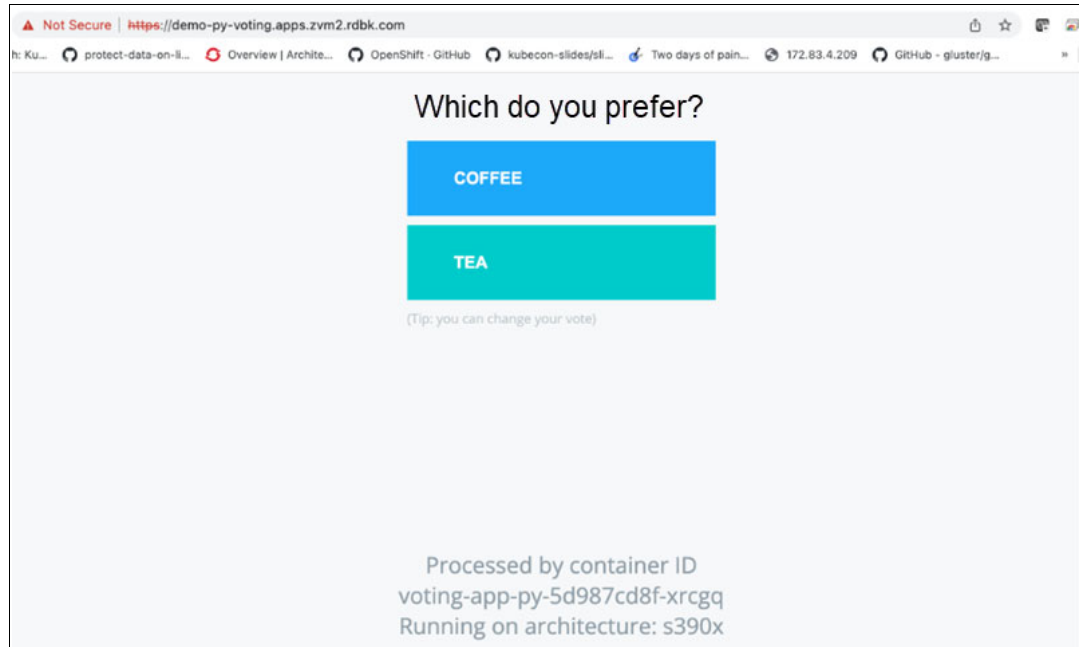 Not Secure | https://demo-py-voting.apps.zvm2.rdbk.com
h: Ku... protect-data-on-li... Overview | Archite... OpenShift - GitHub kubecon-slides/sli... Two days of pain... 172.83.4.209 GitHub - gluster/g... »
Which do you prefer?
COFFEE
TEA
(Tip: you can change your vote)
Processed by container ID
voting-app-py-5d987cd8f-xrcgq
Running on architecture: s390x